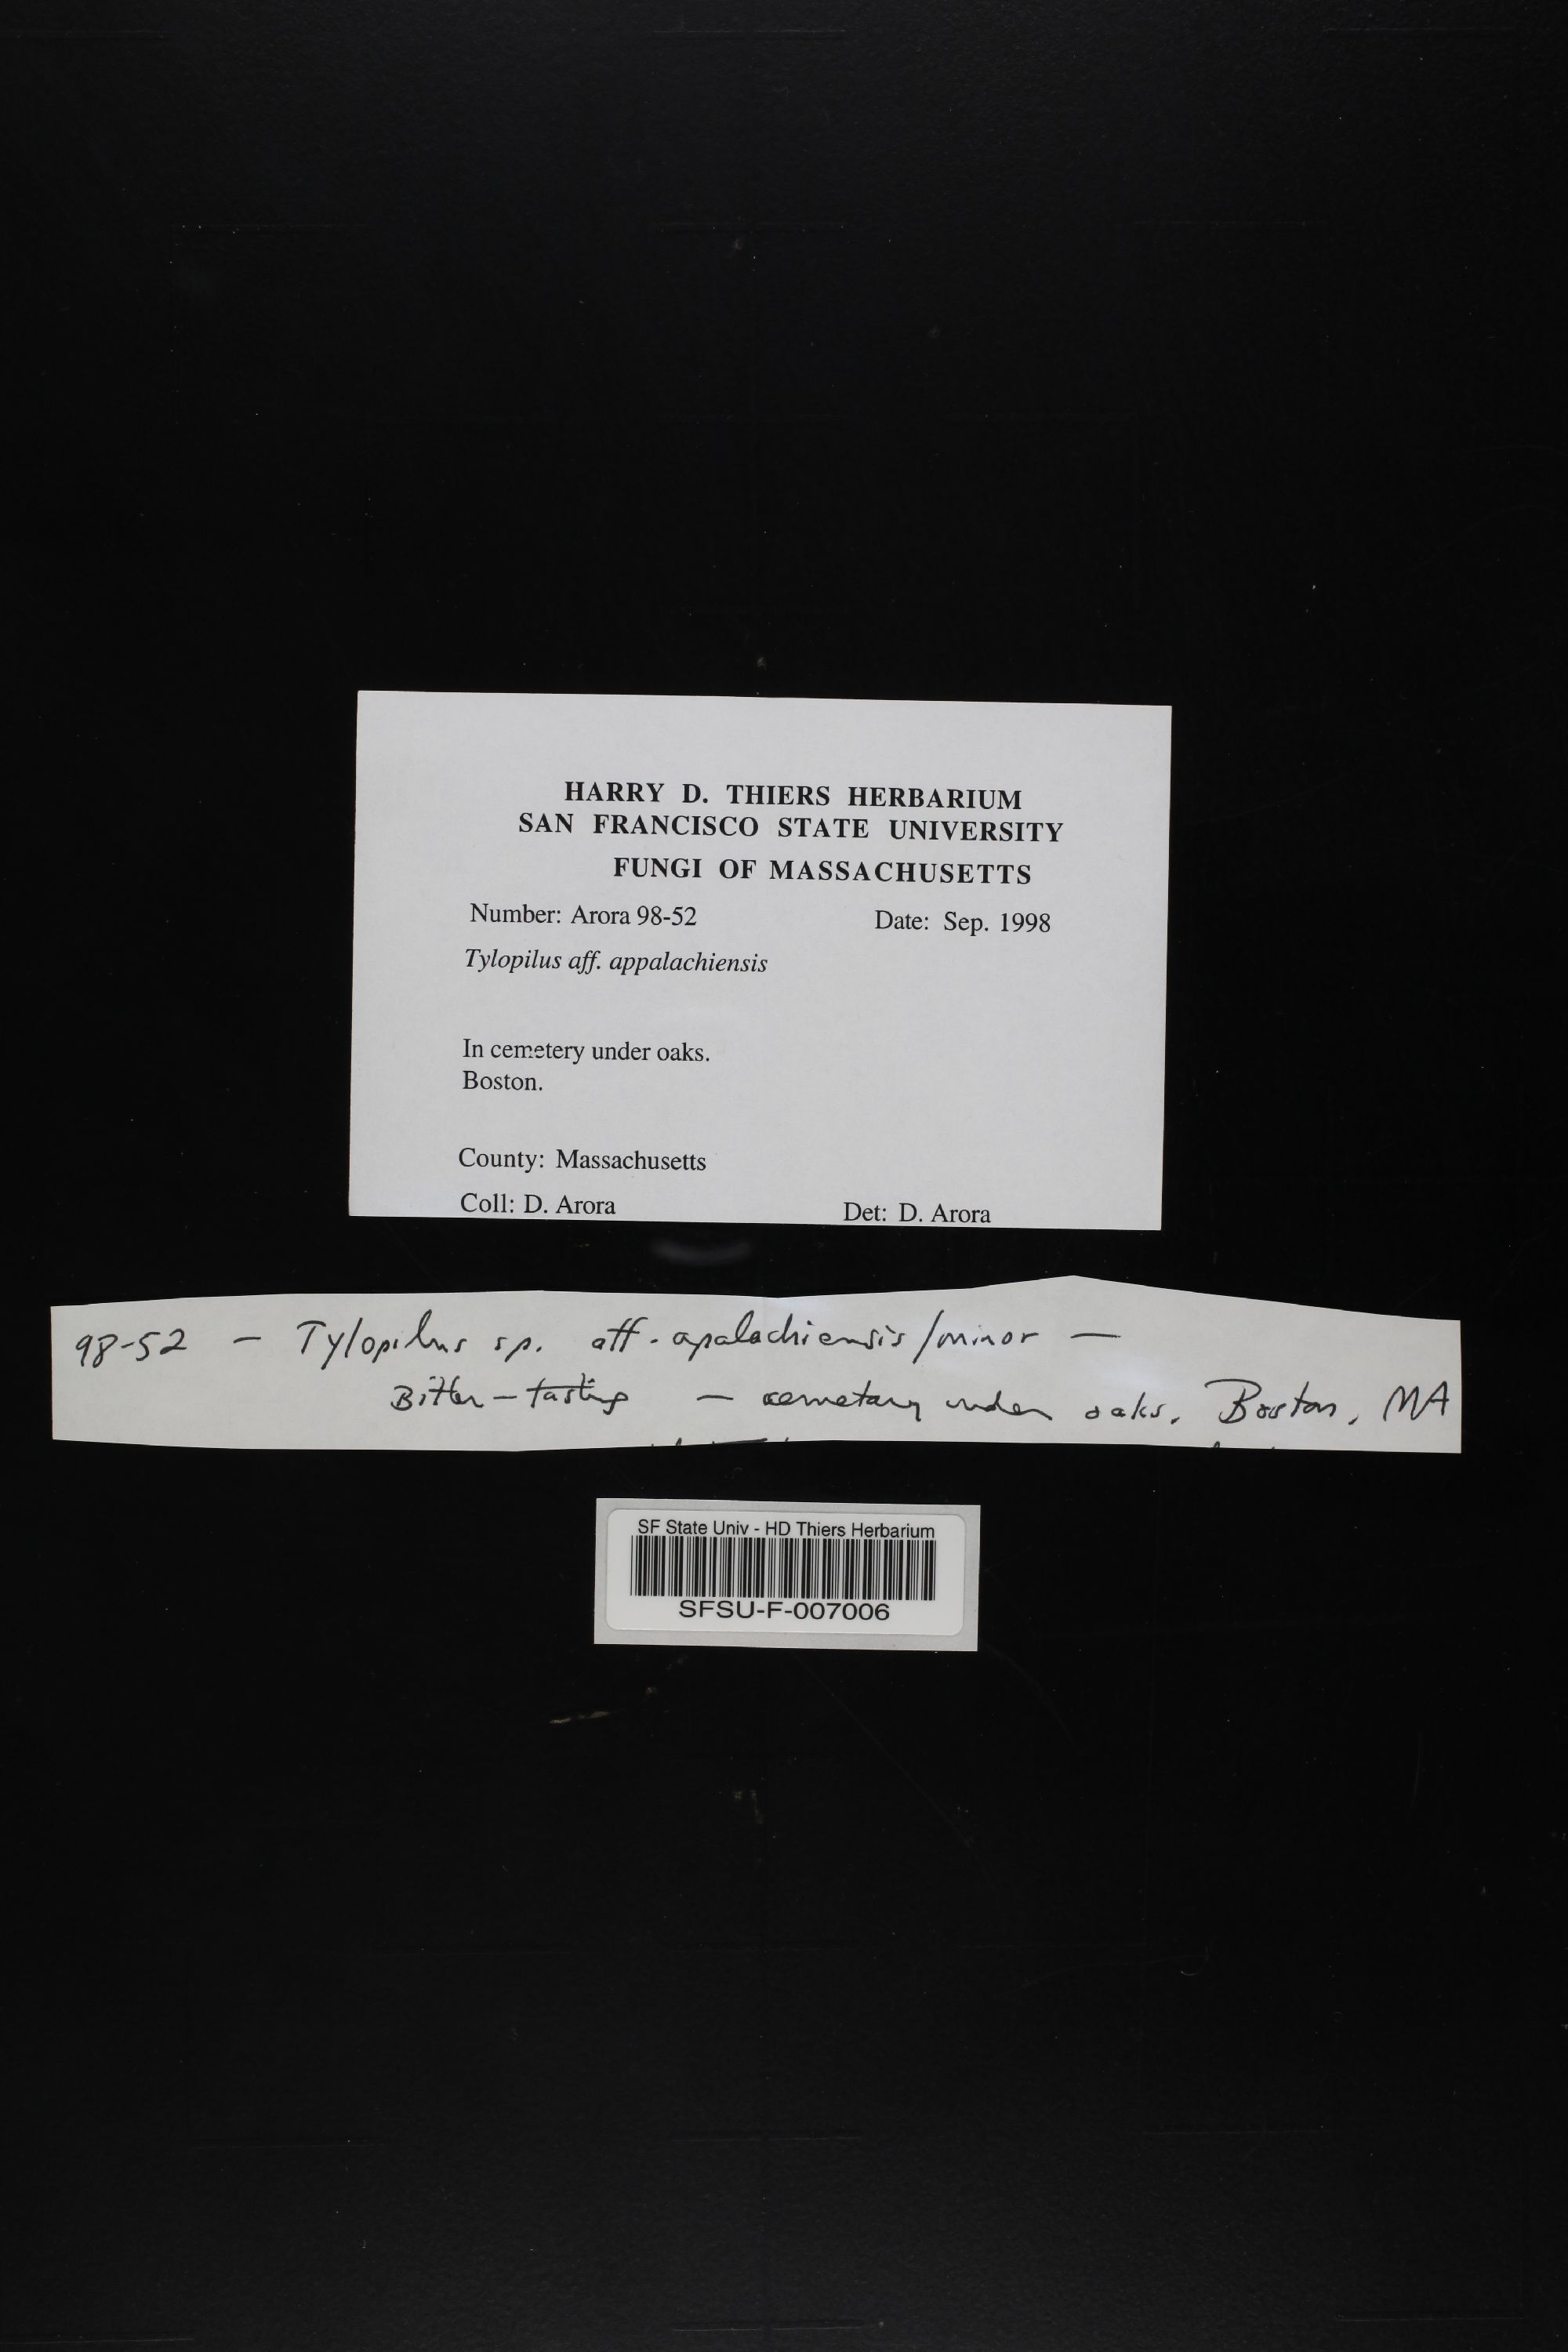 HARRY D. THIERS HERBARIUM
SAN FRANCISCO STATE UNIVERSITY
FUNGI OF MASSACHUSETTS
Number: Arora 98-52 Date: Sep. 1998
Tylopilus aff. appalachiensis
In cemetery under oaks.
Boston.
County: Massachusetts
Coll: D. Arora Det: D. Arora
98-52 - Tylopilus sp. aff. apalachiensis/minor -
Bitter-tasting - cemetary under oaks. Boston, MA
SF State Univ - HD Thiers Herbarium
SFSU-F-007006